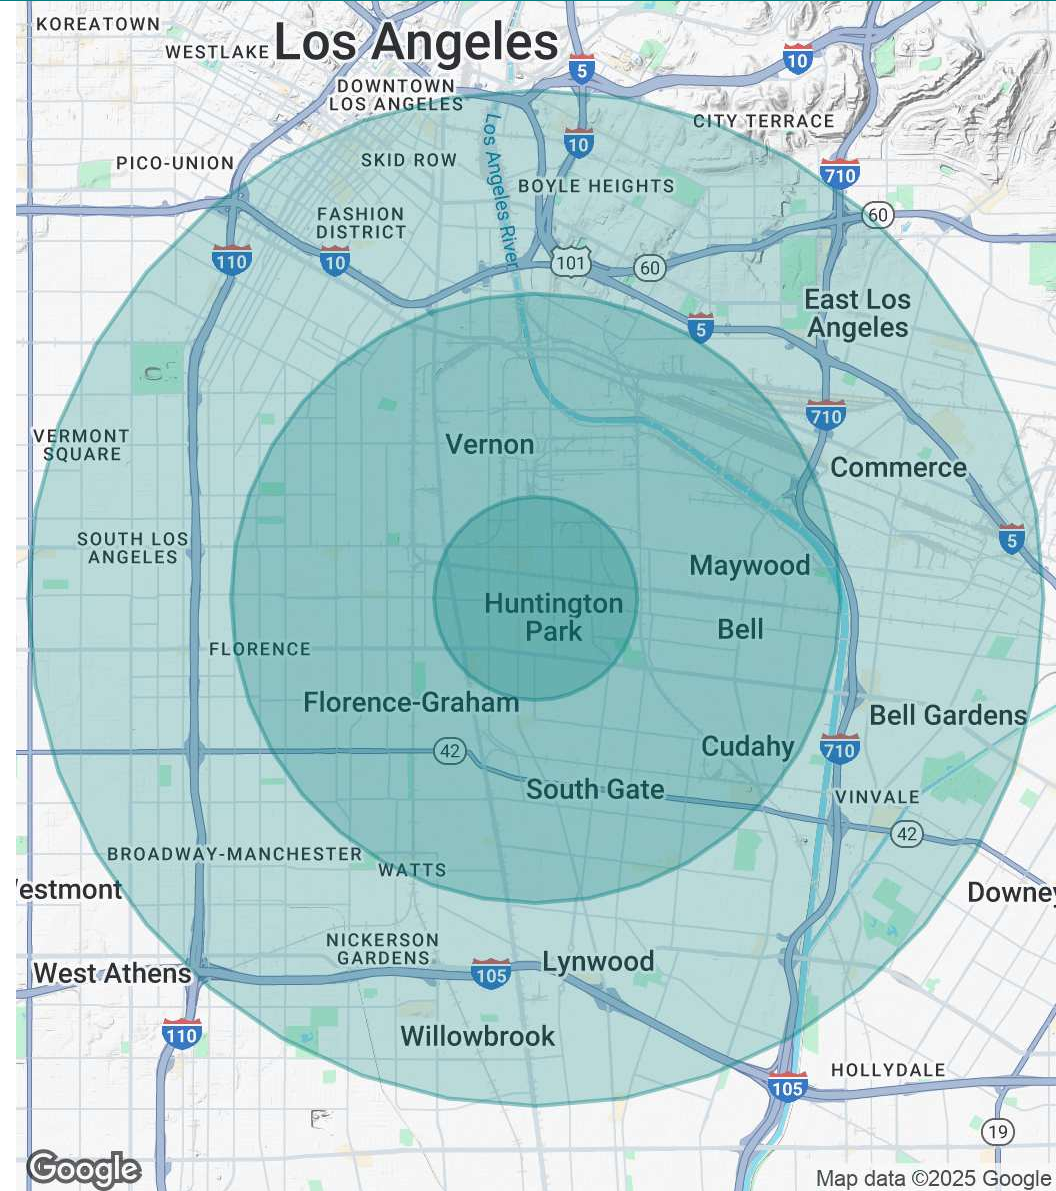 KOREATOWN
WESTLAKE
Los Angeles
5
10
DOWNTOWN
LOS ANGELES
CITY TERRACE
Los Angeles River
10
PICO-UNION
SKID ROW
710
BOYLE HEIGHTS
60
FASHION
DISTRICT
110
10
101
60
East Los
Angeles
5
710
VERMONT
SQUARE
Vernon
Commerce
SOUTH LOS
ANGELES
5
Maywood
Huntington
Park
Bell
FLORENCE
Florence-Graham
Bell Gardens
42
Cudahy
710
South Gate
VINVALE
42
BROADWAY-MANCHESTER
WATTS
estmont
Downey
NICKERSON
GARDENS
Lynwood
West Athens
105
110
Willowbrook
HOLLYDALE
105
19
Google
Map data ©2025 Google